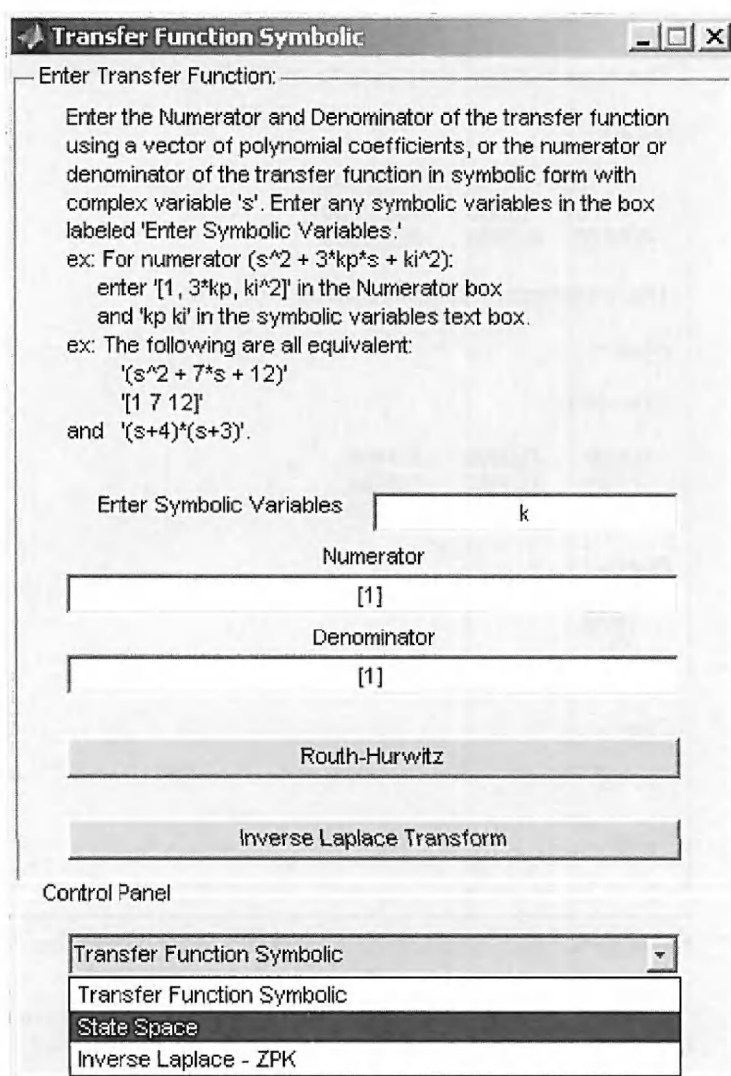 Transfer Function Symbolic
Enter Transfer Function:
Enter the Numerator and Denominator of the transfer function
using a vector of polynomial coefficients, or the numerator or
denominator of the transfer function in symbolic form with
complex variable 's'. Enter any symbolic variables in the box
labeled 'Enter Symbolic Variables.'
ex: For numerator (s^2 + 3*kp*s + ki^2):
enter '[1, 3*kp, ki^2]' in the Numerator box
and 'kp ki' in the symbolic variables text box.
ex: The following are all equivalent:
'(s^2 + 7*s + 12)'
'[1 7 12]'
and '(s+4)*(s+3)'.
Enter Symbolic Variables k
Numerator
[1]
Denominator
[1]
Routh-Hurwitz
Inverse Laplace Transform
Control Panel
Transfer Function Symbolic
Transfer Function Symbolic
State Space
Inverse Laplace - ZPK